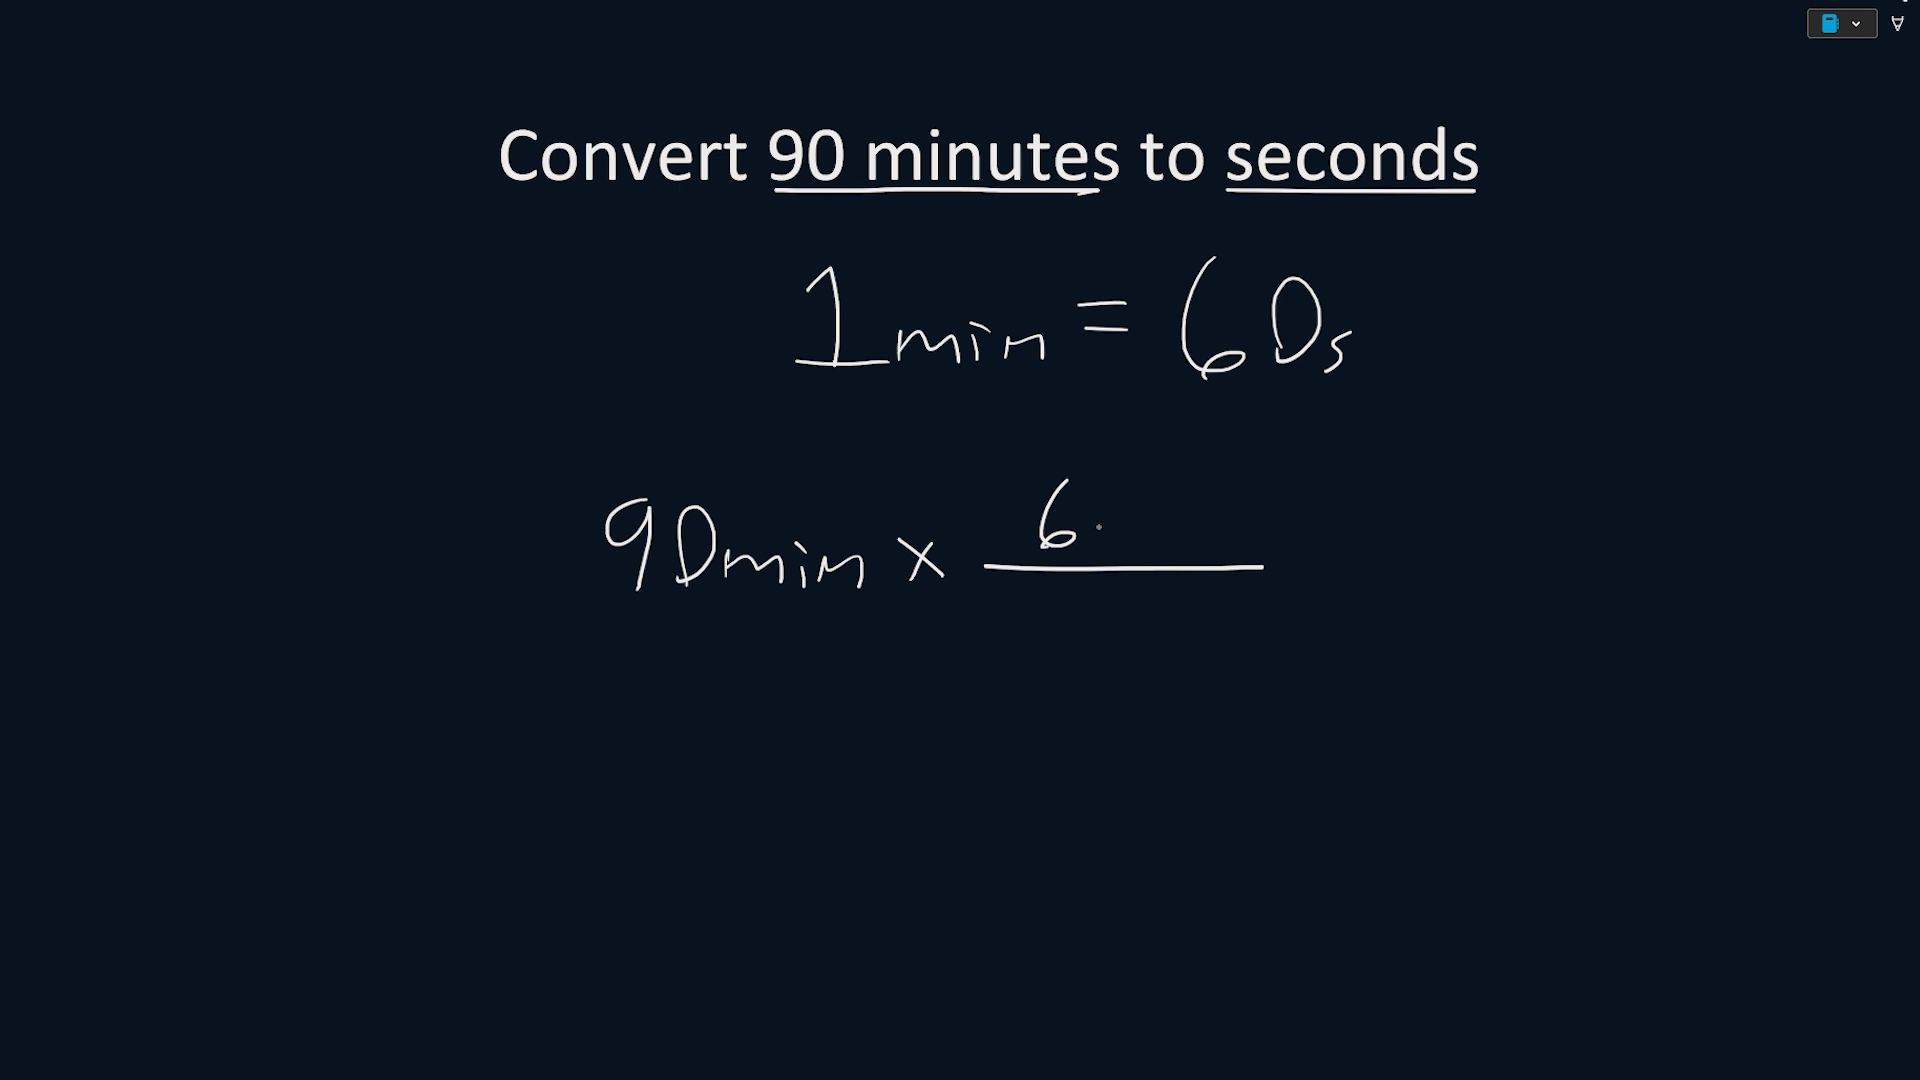 Convert 90 minutes to seconds
1min = 60s
90min × 6